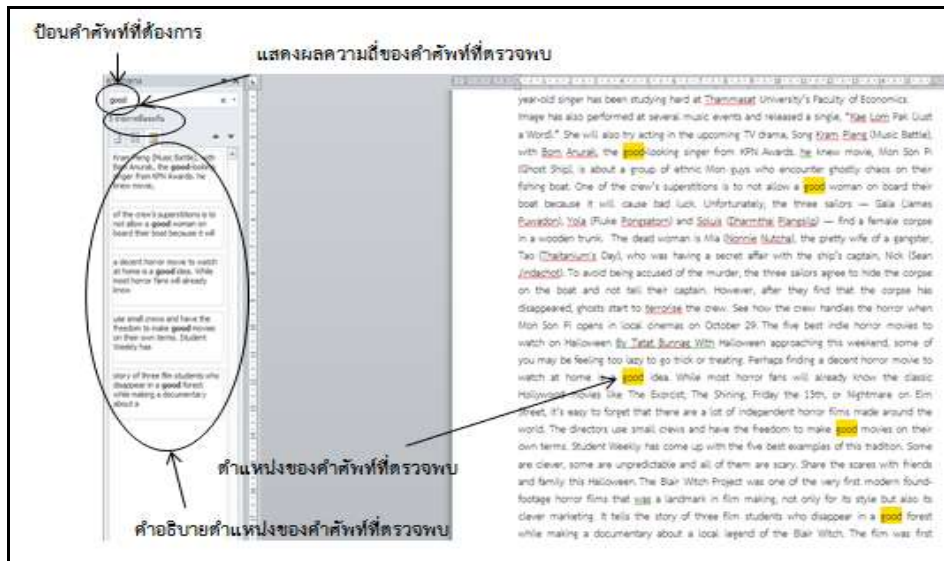 ป้อนคำศัพท์ที่ต้องการ
แสดงผลความถี่ของคำศัพท์ที่ตรวจพบ
good
Kram Pleng (Music Battle), with
Bom Anurak, the good-looking
singer from KPN Awards. he
knew movie,
of the crew's superstitions is to
not allow a good woman on
board their boat because it will
a decent horror movie to watch
at home is a good idea. While
most horror fans will already
know
use small crews and have the
freedom to make good movies
on their own terms. Student
Weekly has
story of three film students who
disappear in a good forest
while making a documentary
about a
year-old singer has been studying hard at Thammasat University's Faculty of Economics.
Image has also performed at several music events and released a single, "Kae Lom Pak (Just
a Word)." She will also try acting in the upcoming TV drama, Song Kram Pleng (Music Battle),
with Bom Anurak, the good-looking singer from KPN Awards. he knew movie, Mon Son Pi
(Ghost Ship), is about a group of ethnic Mon guys who encounter ghostly chaos on their
fishing boat. One of the crew's superstitions is to not allow a good woman on board their
boat because it will cause bad luck. Unfortunately, the three sailors — Gala (James
Puwadon), Yola (Fluke Pongsatorn) and Soluis (Dharmthai Plangsilp) — find a female corpse
in a wooden trunk. The dead woman is Mia (Nonnie Nutcha), the pretty wife of a gangster,
Tao (Thaitanium's Day), who was having a secret affair with the ship's captain, Nick (Sean
Jindachot). To avoid being accused of the murder, the three sailors agree to hide the corpse
on the boat and not tell their captain. However, after they find that the corpse has
disappeared, ghosts start to terrorise the crew. See how the crew handles the horror when
Mon Son Pi opens in local cinemas on October 29. The five best indie horror movies to
watch on Halloween By Tatat Bunnag With Halloween approaching this weekend, some of
you may be feeling too lazy to go trick or treating. Perhaps finding a decent horror movie to
watch at home good idea. While most horror fans will already know the classic
Hollywood movies like The Exorcist, The Shining, Friday the 13th, or Nightmare on Elm
Street, it's easy to forget that there are a lot of independent horror films made around the
world. The directors use small crews and have the freedom to make good movies on their
own terms. Student Weekly has come up with the five best examples of this tradition. Some
are clever, some are unpredictable and all of them are scary. Share the scares with friends
and family this Halloween. The Blair Witch Project was one of the very first modern found-
footage horror films that was a landmark in film making, not only for its style but also its
clever marketing. It tells the story of three film students who disappear in a good forest
while making a documentary about a local legend of the Blair Witch. The film was first
ตำแหน่งของคำศัพท์ที่ตรวจพบ
คำอธิบายตำแหน่งของคำศัพท์ที่ตรวจพบ